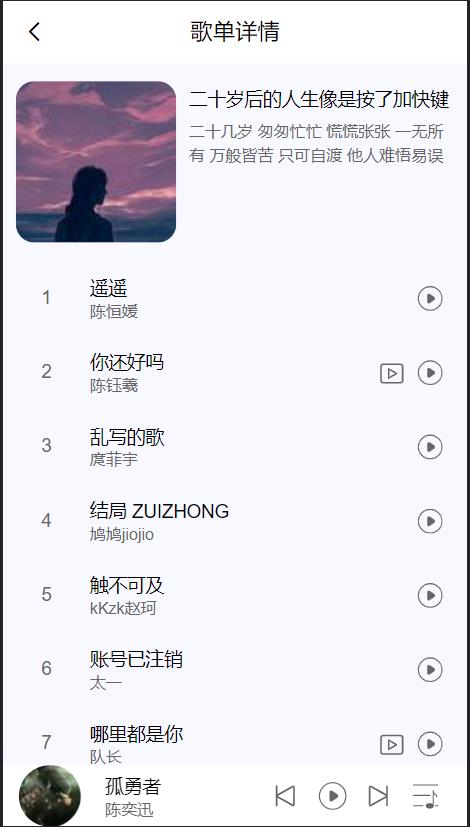 歌单详情
二十岁后的人生像是按了加快键
二十几岁 匆匆忙忙 慌慌张张 一无所
有 万般皆苦 只可自渡 他人难悟易误
1
遥遥
陈恒媛
2
你还好吗
陈钰羲
3
乱写的歌
庹菲宇
4
结局 ZUIZHONG
鸠鸠jiojio
5
触不可及
kKzk赵珂
6
账号已注销
太一
7
哪里都是你
队长
孤勇者
陈奕迅